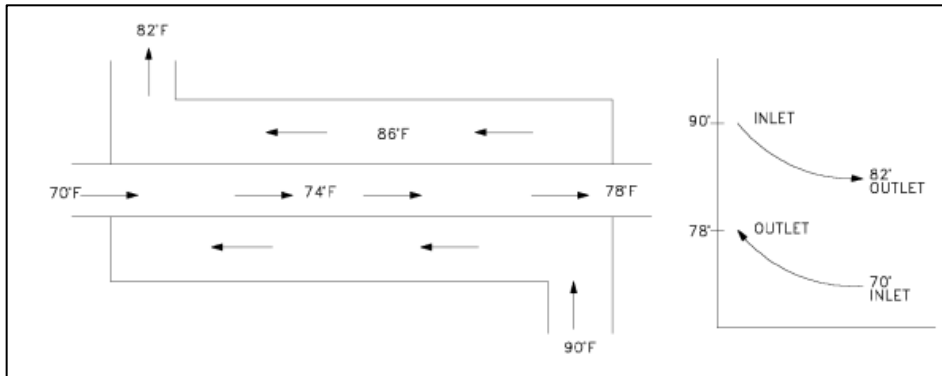 82°F
86°F
70°F
74°F
78°F
90°F
90°
INLET
82°
OUTLET
78°
OUTLET
70°
INLET